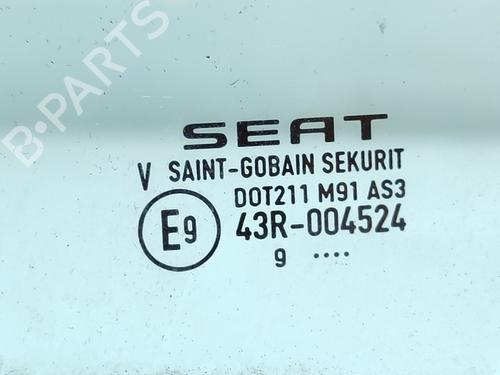 B-PARTS
SEAT
V SAINT-GOBAIN SEKURIT
DOT211 M91 AS3
E9 43R-004524
9 ....